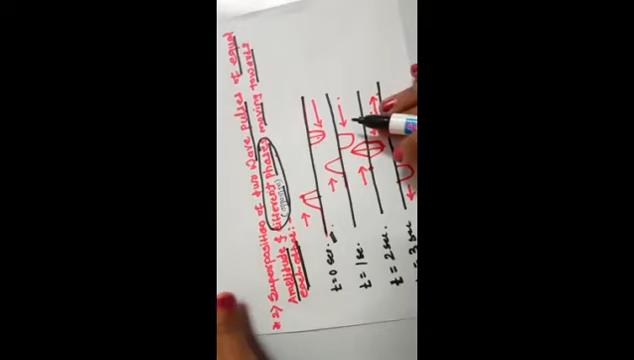 * 2) Superposition of two wave pulses of equal
Amplitude & different phases moving towards
each other:-
t=0 sec.
t=1 sec.
t=2 sec
t=3 sec